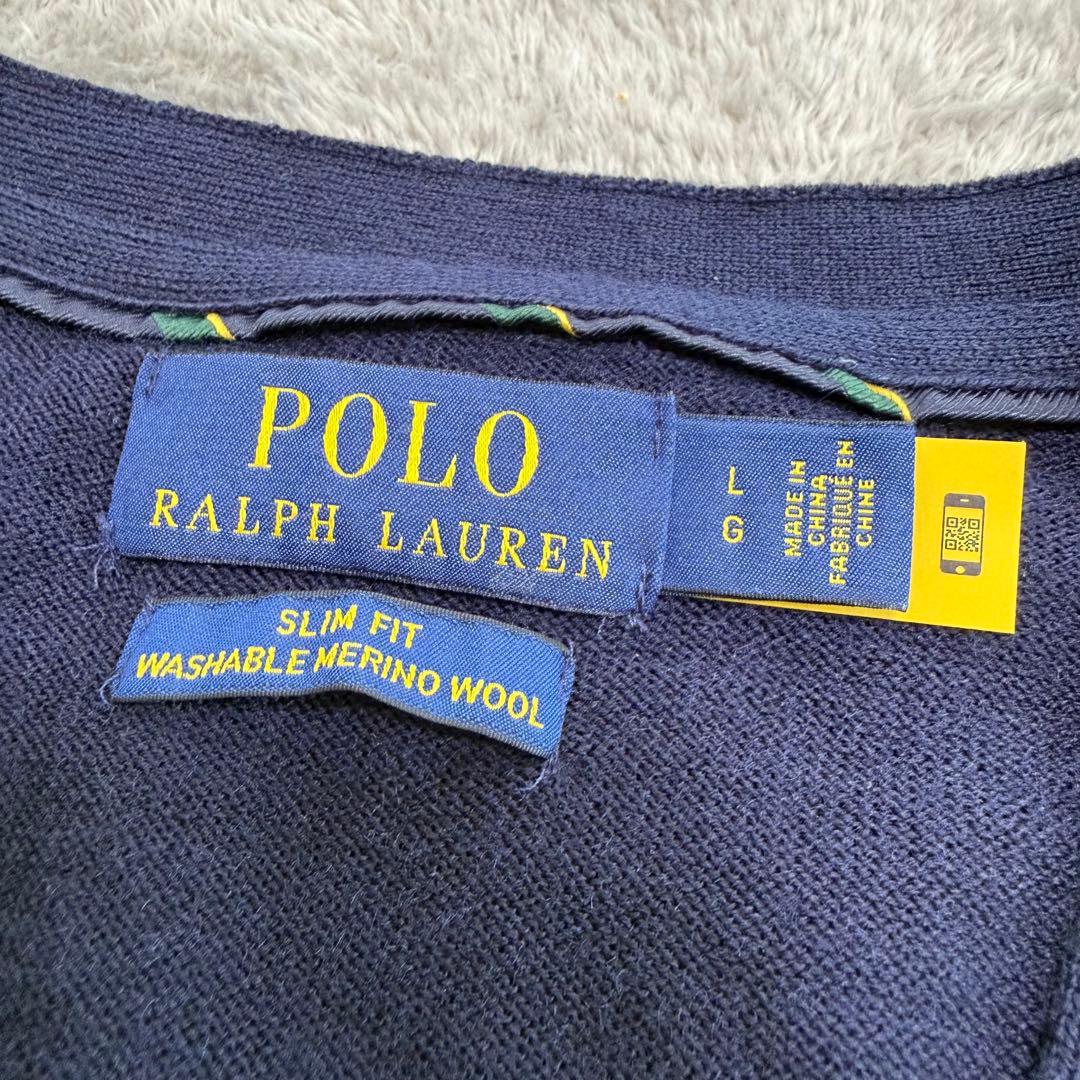 POLO
RALPH LAUREN
L
G
MADE IN
CHINA
FABRIQUÉ EN
CHINE
SLIM FIT
WASHABLE MERINO WOOL